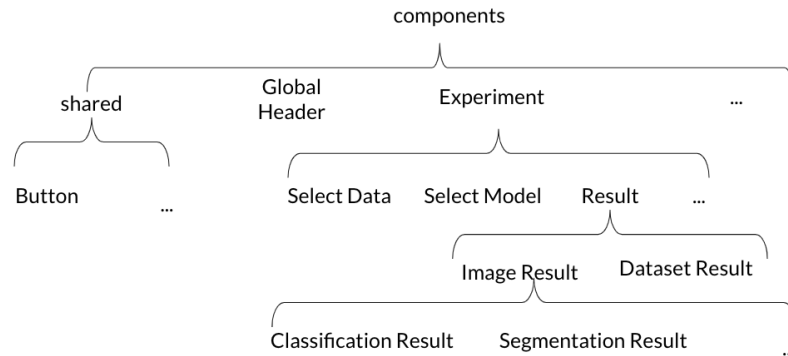 components
shared
Global
Header
Experiment
...
Button
...
Select Data
Select Model
Result
...
Image Result
Dataset Result
Classification Result
Segmentation Result
..